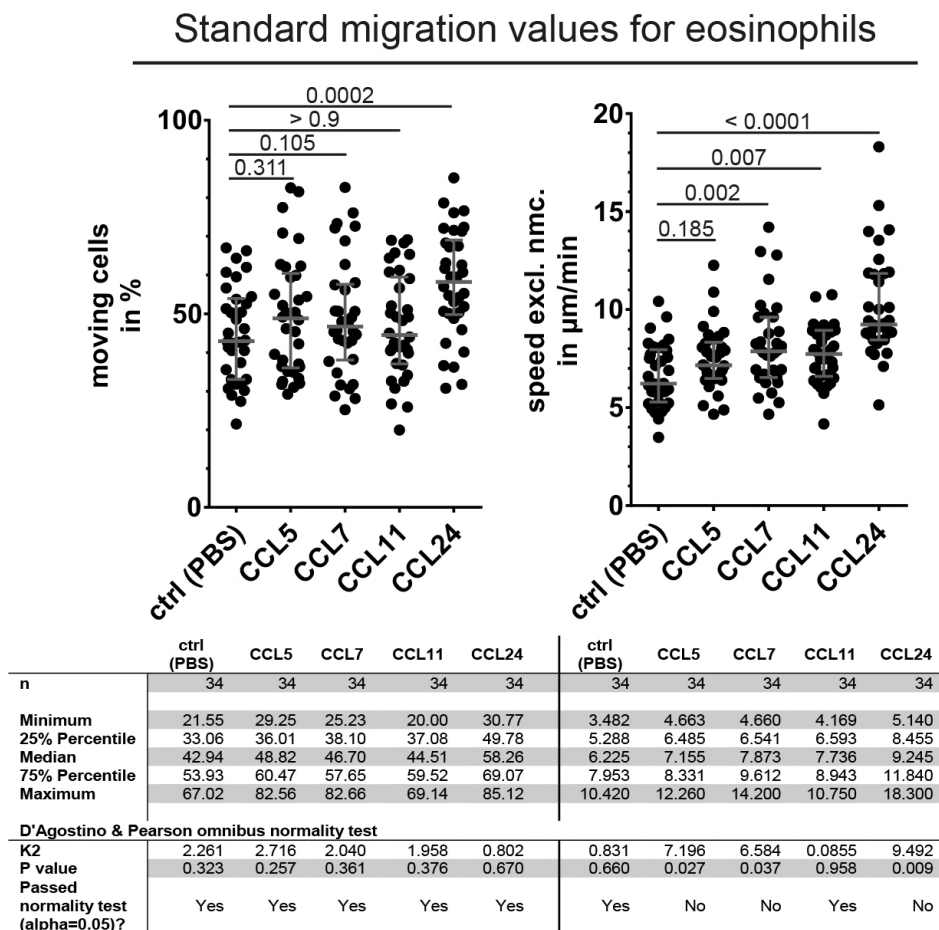 Standard migration values for eosinophils
moving cells
in %
100
50
0
0.0002
> 0.9
0.105
0.311
ctrl (PBS)
CCL5
CCL7
CCL11
CCL24
speed excl. nmc.
in µm/min
20
15
10
5
0
< 0.0001
0.007
0.002
0.185
ctrl (PBS)
CCL5
CCL7
CCL11
CCL24
ctrl (PBS) CCL5 CCL7 CCL11 CCL24 ctrl (PBS) CCL5 CCL7 CCL11 CCL24
n 34 34 34 34 34 34 34 34 34 34
Minimum 21.55 29.25 25.23 20.00 30.77 3.482 4.663 4.660 4.169 5.140
25% Percentile 33.06 36.01 38.10 37.08 49.78 5.288 6.485 6.541 6.593 8.455
Median 42.94 48.82 46.70 44.51 58.26 6.225 7.155 7.873 7.736 9.245
75% Percentile 53.93 60.47 57.65 59.52 69.07 7.953 8.331 9.612 8.943 11.840
Maximum 67.02 82.56 82.66 69.14 85.12 10.420 12.260 14.200 10.750 18.300
D'Agostino & Pearson omnibus normality test
K2 2.261 2.716 2.040 1.958 0.802 0.831 7.196 6.584 0.0855 9.492
P value 0.323 0.257 0.361 0.376 0.670 0.660 0.027 0.037 0.958 0.009
Passed
normality test Yes Yes Yes Yes Yes Yes No No Yes No
(alpha=0.05)?